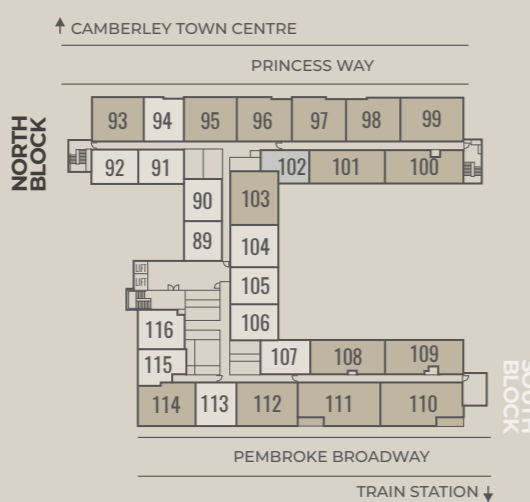 CAMBERLEY TOWN CENTRE
PRINCESS WAY
NORTH
BLOCK
93 94 95 96 97 98 99
92 91 102 101 100
90 103
89 104
LIFT
LIFT
105
116 106
115 107 108 109
114 113 112 111 110
SOUTH
BLOCK
PEMBROKE BROADWAY
TRAIN STATION